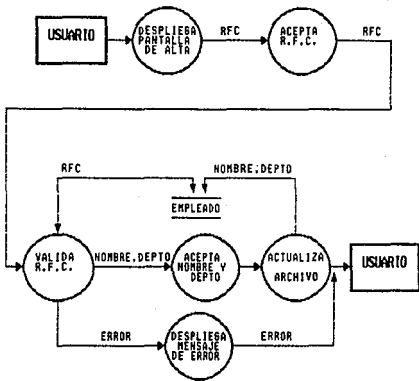 USUARIO
DESPLIEGA
PANTALLA
DE ALTA
RFC
ACEPTA
R.F.C.
RFC
RFC
NOMBRE;DEPTO
EMPLEADO
VALIDA
R.F.C.
NOMBRE,DEPTO
ACEPTA
NOMBRE Y
DEPTO
ACTUALIZA
ARCHIVO
USUARIO
ERROR
DESPLIEGA
MENSAJE
DE ERROR
ERROR